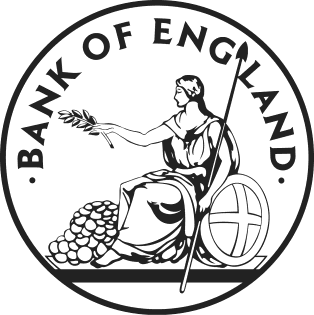 · BANK OF ENGLAND ·